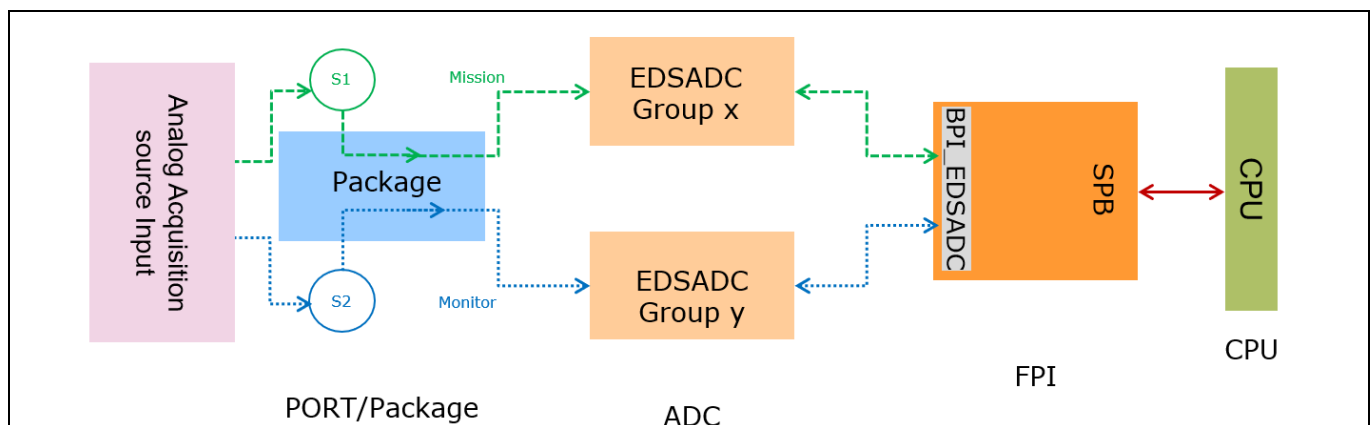 Analog Acquisition
source Input
S1
Mission
Package
S2
Monitor
EDSADC
Group x
EDSADC
Group y
BPI_EDSADC
SPB
CPU
PORT/Package
ADC
FPI
CPU